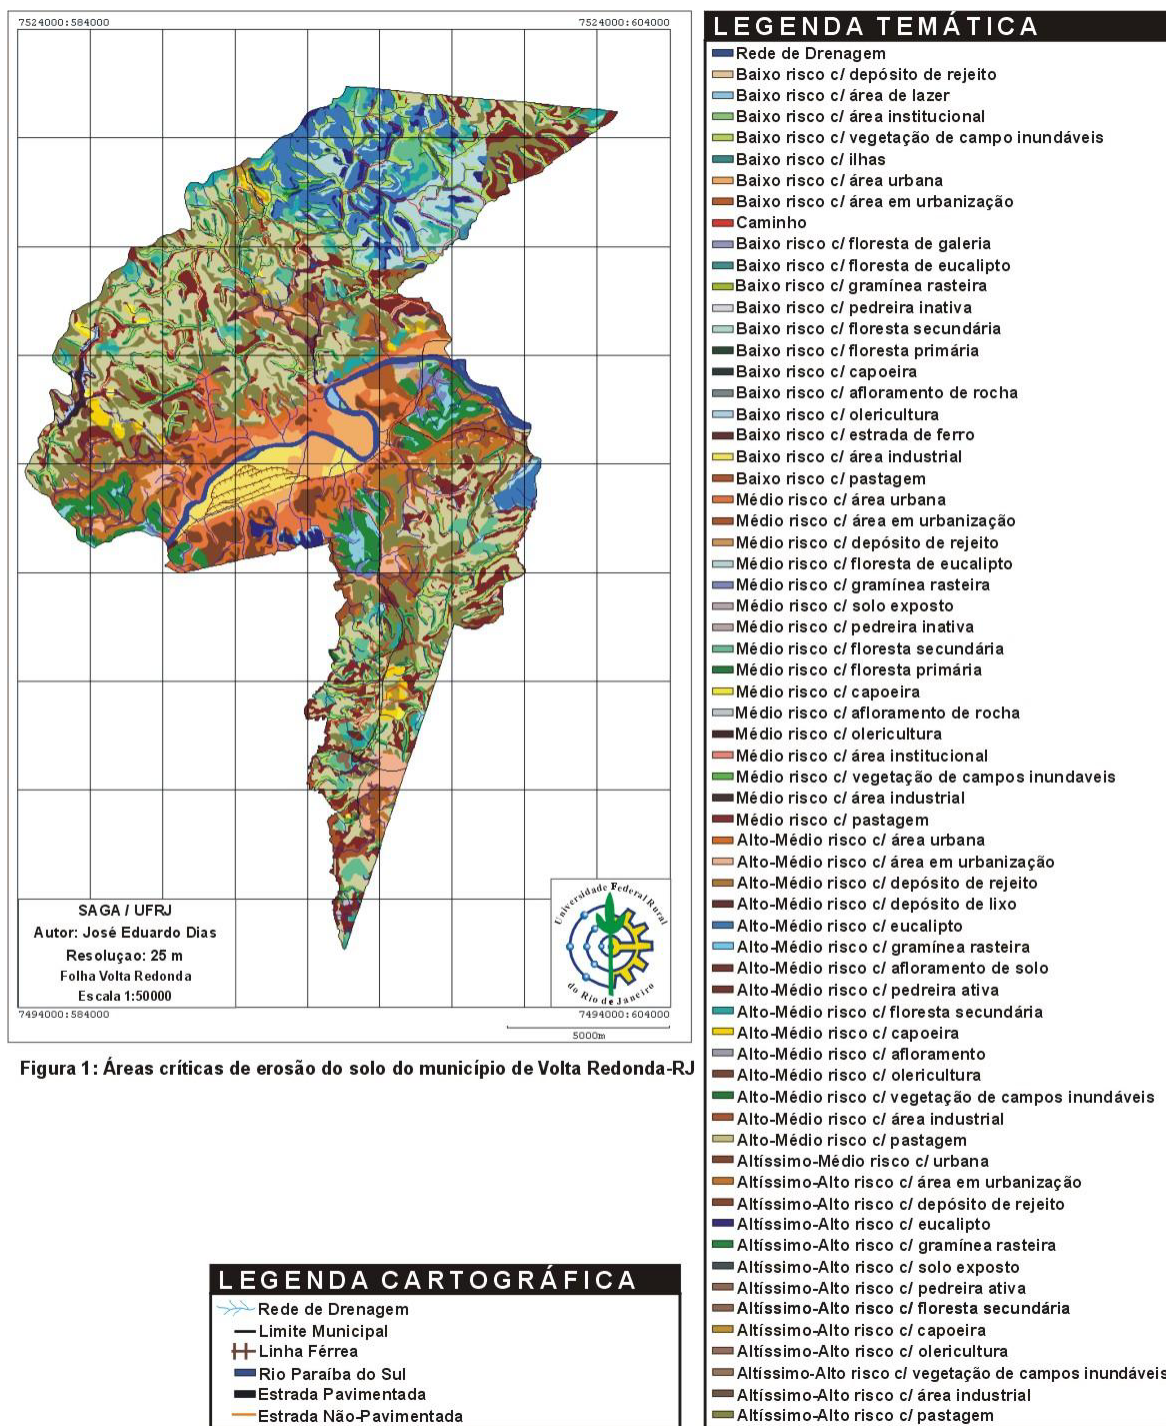 7524000:584000
7524000:604000
SAGA / UFRJ
Autor: José Eduardo Dias
Resoluçao: 25 m
Folha Volta Redonda
Escala 1:50000
Universidade Federal Rural
do Rio de Janeiro
7494000:584000
7494000:604000
5000m
Figura 1: Áreas críticas de erosão do solo do município de Volta Redonda-RJ
LEGENDA TEMÁTICA
Rede de Drenagem
Baixo risco c/ depósito de rejeito
Baixo risco c/ área de lazer
Baixo risco c/ área institucional
Baixo risco c/ vegetação de campo inundáveis
Baixo risco c/ ilhas
Baixo risco c/ área urbana
Baixo risco c/ área em urbanização
Caminho
Baixo risco c/ floresta de galeria
Baixo risco c/ floresta de eucalipto
Baixo risco c/ gramínea rasteira
Baixo risco c/ pedreira inativa
Baixo risco c/ floresta secundária
Baixo risco c/ floresta primária
Baixo risco c/ capoeira
Baixo risco c/ afloramento de rocha
Baixo risco c/ olericultura
Baixo risco c/ estrada de ferro
Baixo risco c/ área industrial
Baixo risco c/ pastagem
Médio risco c/ área urbana
Médio risco c/ área em urbanização
Médio risco c/ depósito de rejeito
Médio risco c/ floresta de eucalipto
Médio risco c/ gramínea rasteira
Médio risco c/ solo exposto
Médio risco c/ pedreira inativa
Médio risco c/ floresta secundária
Médio risco c/ floresta primária
Médio risco c/ capoeira
Médio risco c/ afloramento de rocha
Médio risco c/ olericultura
Médio risco c/ área institucional
Médio risco c/ vegetação de campos inundaveis
Médio risco c/ área industrial
Médio risco c/ pastagem
Alto-Médio risco c/ área urbana
Alto-Médio risco c/ área em urbanização
Alto-Médio risco c/ depósito de rejeito
Alto-Médio risco c/ depósito de lixo
Alto-Médio risco c/ eucalipto
Alto-Médio risco c/ gramínea rasteira
Alto-Médio risco c/ afloramento de solo
Alto-Médio risco c/ pedreira ativa
Alto-Médio risco c/ floresta secundária
Alto-Médio risco c/ capoeira
Alto-Médio risco c/ afloramento
Alto-Médio risco c/ olericultura
Alto-Médio risco c/ vegetação de campos inundáveis
Alto-Médio risco c/ área industrial
Alto-Médio risco c/ pastagem
Altíssimo-Médio risco c/ urbana
Altíssimo-Alto risco c/ área em urbanização
Altíssimo-Alto risco c/ depósito de rejeito
Altíssimo-Alto risco c/ eucalipto
Altíssimo-Alto risco c/ gramínea rasteira
Altíssimo-Alto risco c/ solo exposto
Altíssimo-Alto risco c/ pedreira ativa
Altíssimo-Alto risco c/ floresta secundária
Altíssimo-Alto risco c/ capoeira
Altíssimo-Alto risco c/ olericultura
Altíssimo-Alto risco c/ vegetação de campos inundáveis
Altíssimo-Alto risco c/ área industrial
Altíssimo-Alto risco c/ pastagem
LEGENDA CARTOGRÁFICA
Rede de Drenagem
Limite Municipal
Linha Férrea
Rio Paraíba do Sul
Estrada Pavimentada
Estrada Não-Pavimentada